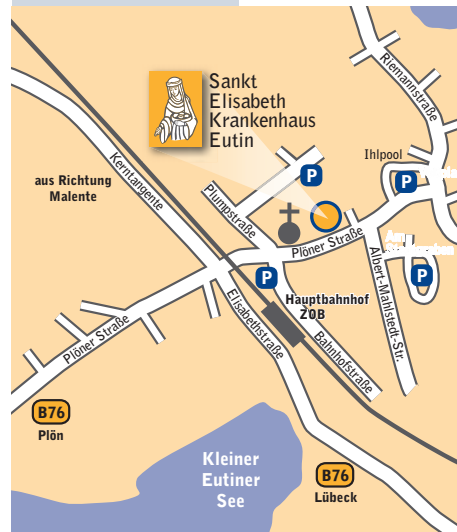 Sankt
Elisabeth
Krankenhaus
Eutin
Riemannstraße
Ihlpool
P
P
aus Richtung
Malente
Kerntangente
Plumpstraße
Plöner Straße
Am
P
P
Albert-Mahlstedt-Str.
Hauptbahnhof
ZOB
Elisabethstraße
Bahnhofstraße
Plöner Straße
B76
Plön
Kleiner
Eutiner
See
B76
Lübeck